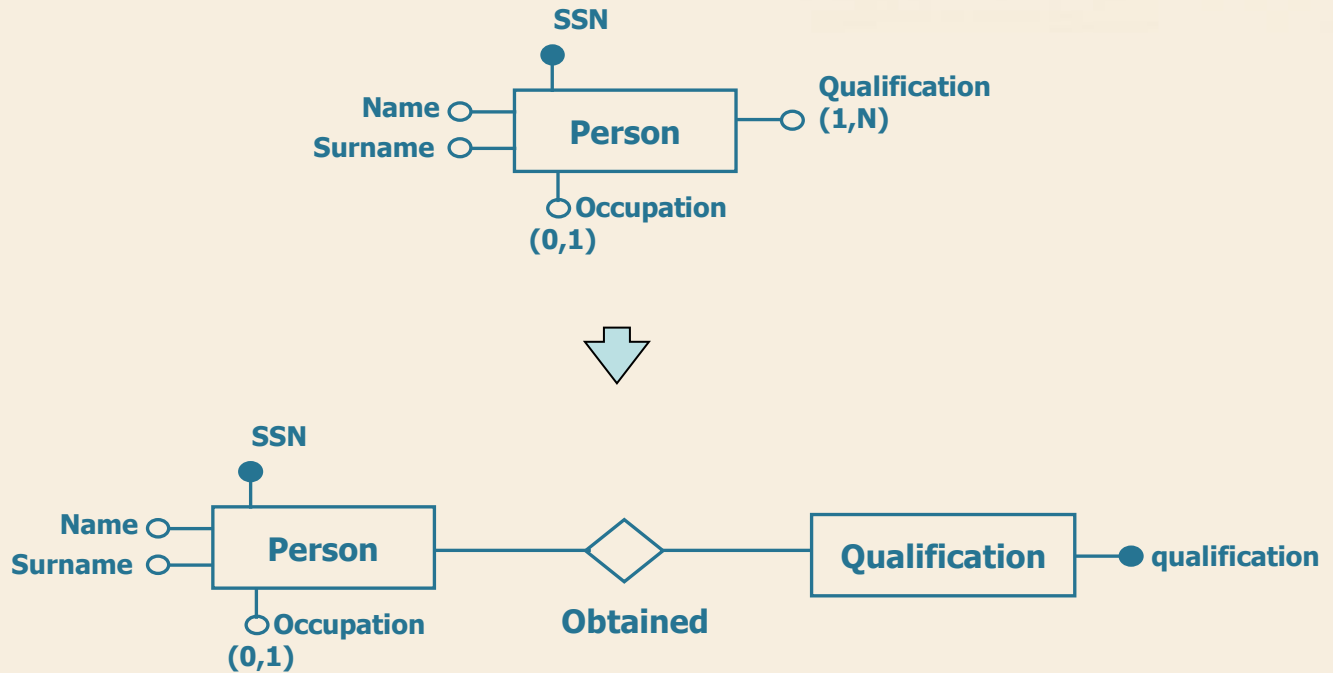 SSN
Name
Surname
Person
Qualification
(1,N)
Occupation
(0,1)
SSN
Name
Surname
Person
Occupation
(0,1)
Obtained
Qualification
qualification